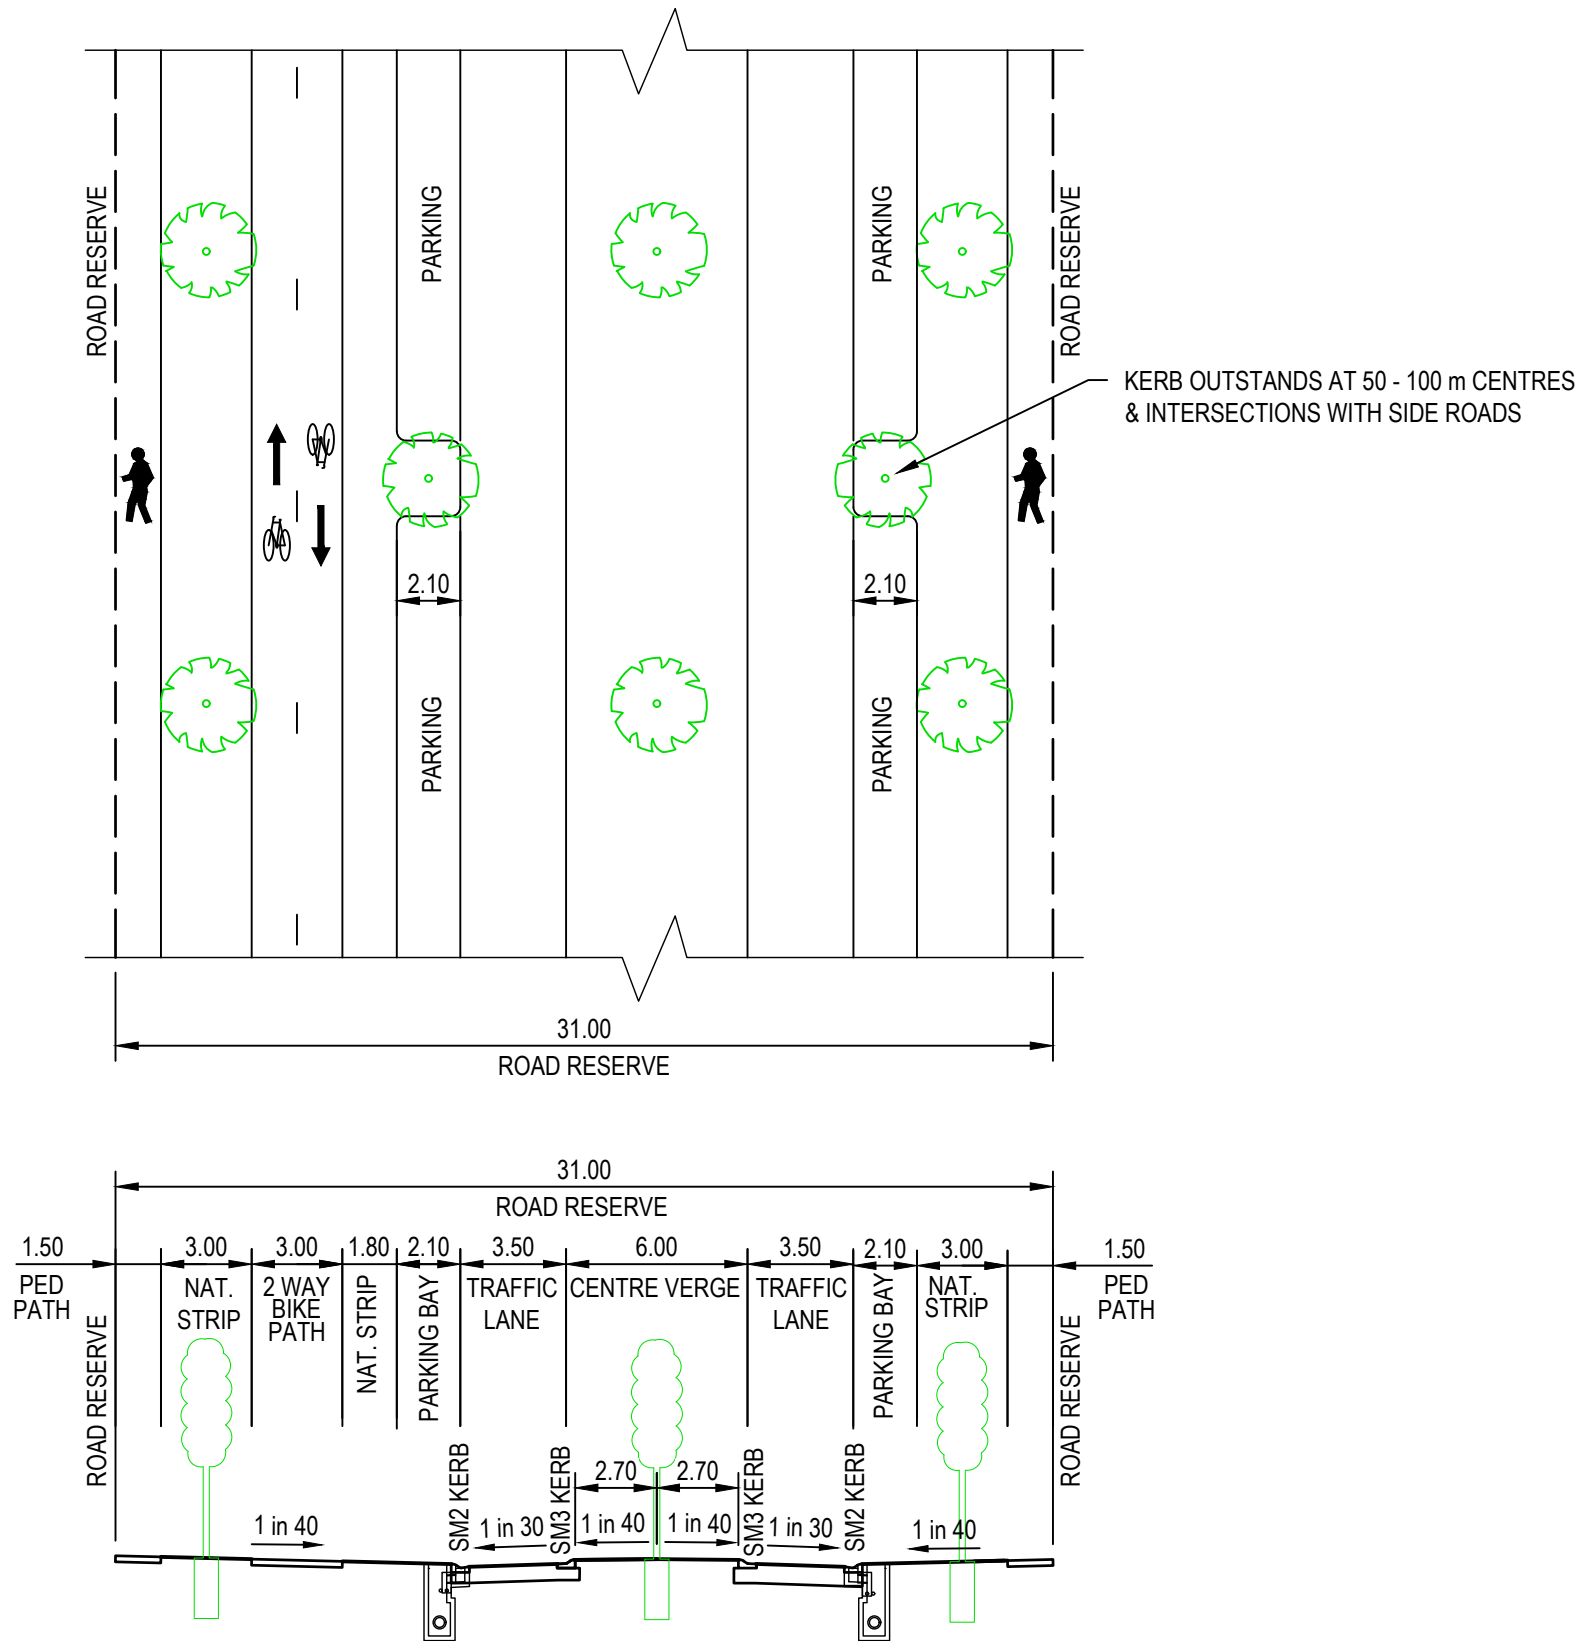 ROAD RESERVE
PARKING
PARKING
ROAD RESERVE
KERB OUTSTANDS AT 50 - 100 m CENTRES
& INTERSECTIONS WITH SIDE ROADS
2.10
2.10
PARKING
PARKING
31.00
ROAD RESERVE
31.00
ROAD RESERVE
1.50
3.00
3.00
1.80
2.10
3.50
6.00
3.50
2.10
3.00
1.50
PED
PATH
NAT.
STRIP
2 WAY
BIKE
PATH
NAT. STRIP
PARKING BAY
TRAFFIC
LANE
CENTRE VERGE
TRAFFIC
LANE
PARKING BAY
NAT.
STRIP
PED
PATH
ROAD RESERVE
ROAD RESERVE
SM2 KERB
SM3 KERB
2.70
2.70
SM3 KERB
SM2 KERB
1 in 40
1 in 30
1 in 40
1 in 40
1 in 30
1 in 40